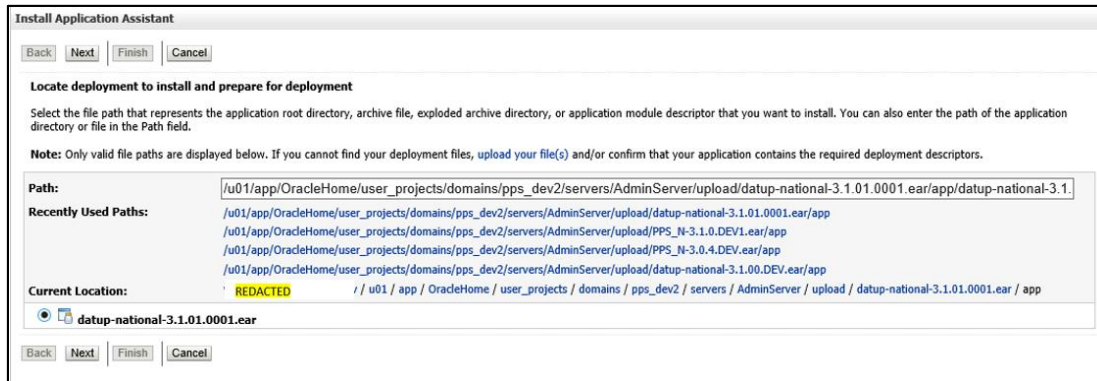 Install Application Assistant
Back Next Finish Cancel
Locate deployment to install and prepare for deployment
Select the file path that represents the application root directory, archive file, exploded archive directory, or application module descriptor that you want to install. You can also enter the path of the application
directory or file in the Path field.
Note: Only valid file paths are displayed below. If you cannot find your deployment files, upload your file(s) and/or confirm that your application contains the required deployment descriptors.
Path: /u01/app/OracleHome/user_projects/domains/pps_dev2/servers/AdminServer/upload/datup-national-3.1.01.0001.ear/app/datup-national-3.1.
Recently Used Paths: /u01/app/OracleHome/user_projects/domains/pps_dev2/servers/AdminServer/upload/datup-national-3.1.01.0001.ear/app
/u01/app/OracleHome/user_projects/domains/pps_dev2/servers/AdminServer/upload/PPS_N-3.1.0.DEV1.ear/app
/u01/app/OracleHome/user_projects/domains/pps_dev2/servers/AdminServer/upload/PPS_N-3.0.4.DEV.ear/app
/u01/app/OracleHome/user_projects/domains/pps_dev2/servers/AdminServer/upload/datup-national-3.1.00.DEV.ear/app
Current Location: REDACTED / u01 / app / OracleHome / user_projects / domains / pps_dev2 / servers / AdminServer / upload / datup-national-3.1.01.0001.ear / app
datup-national-3.1.01.0001.ear
Back Next Finish Cancel